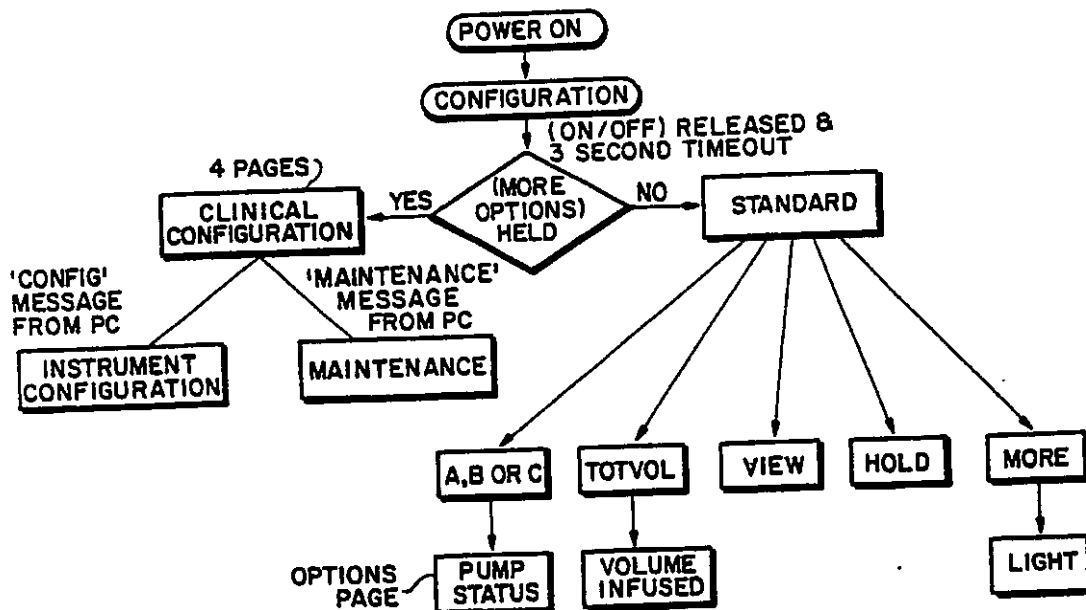 POWER ON
CONFIGURATION
(ON/OFF) RELEASED &
3 SECOND TIMEOUT
4 PAGES
CLINICAL
CONFIGURATION
YES
(MORE
OPTIONS)
HELD
NO
STANDARD
'CONFIG'
MESSAGE
FROM PC
'MAINTENANCE'
MESSAGE
FROM PC
INSTRUMENT
CONFIGURATION
MAINTENANCE
A,B OR C
TOTVOL
VIEW
HOLD
MORE
OPTIONS
PAGE
PUMP
STATUS
VOLUME
INFUSED
LIGHT